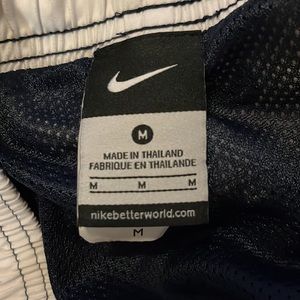 M
MADE IN THAILAND
FABRIQUE EN THAILANDE
M M M
nikebetterworld.com
M